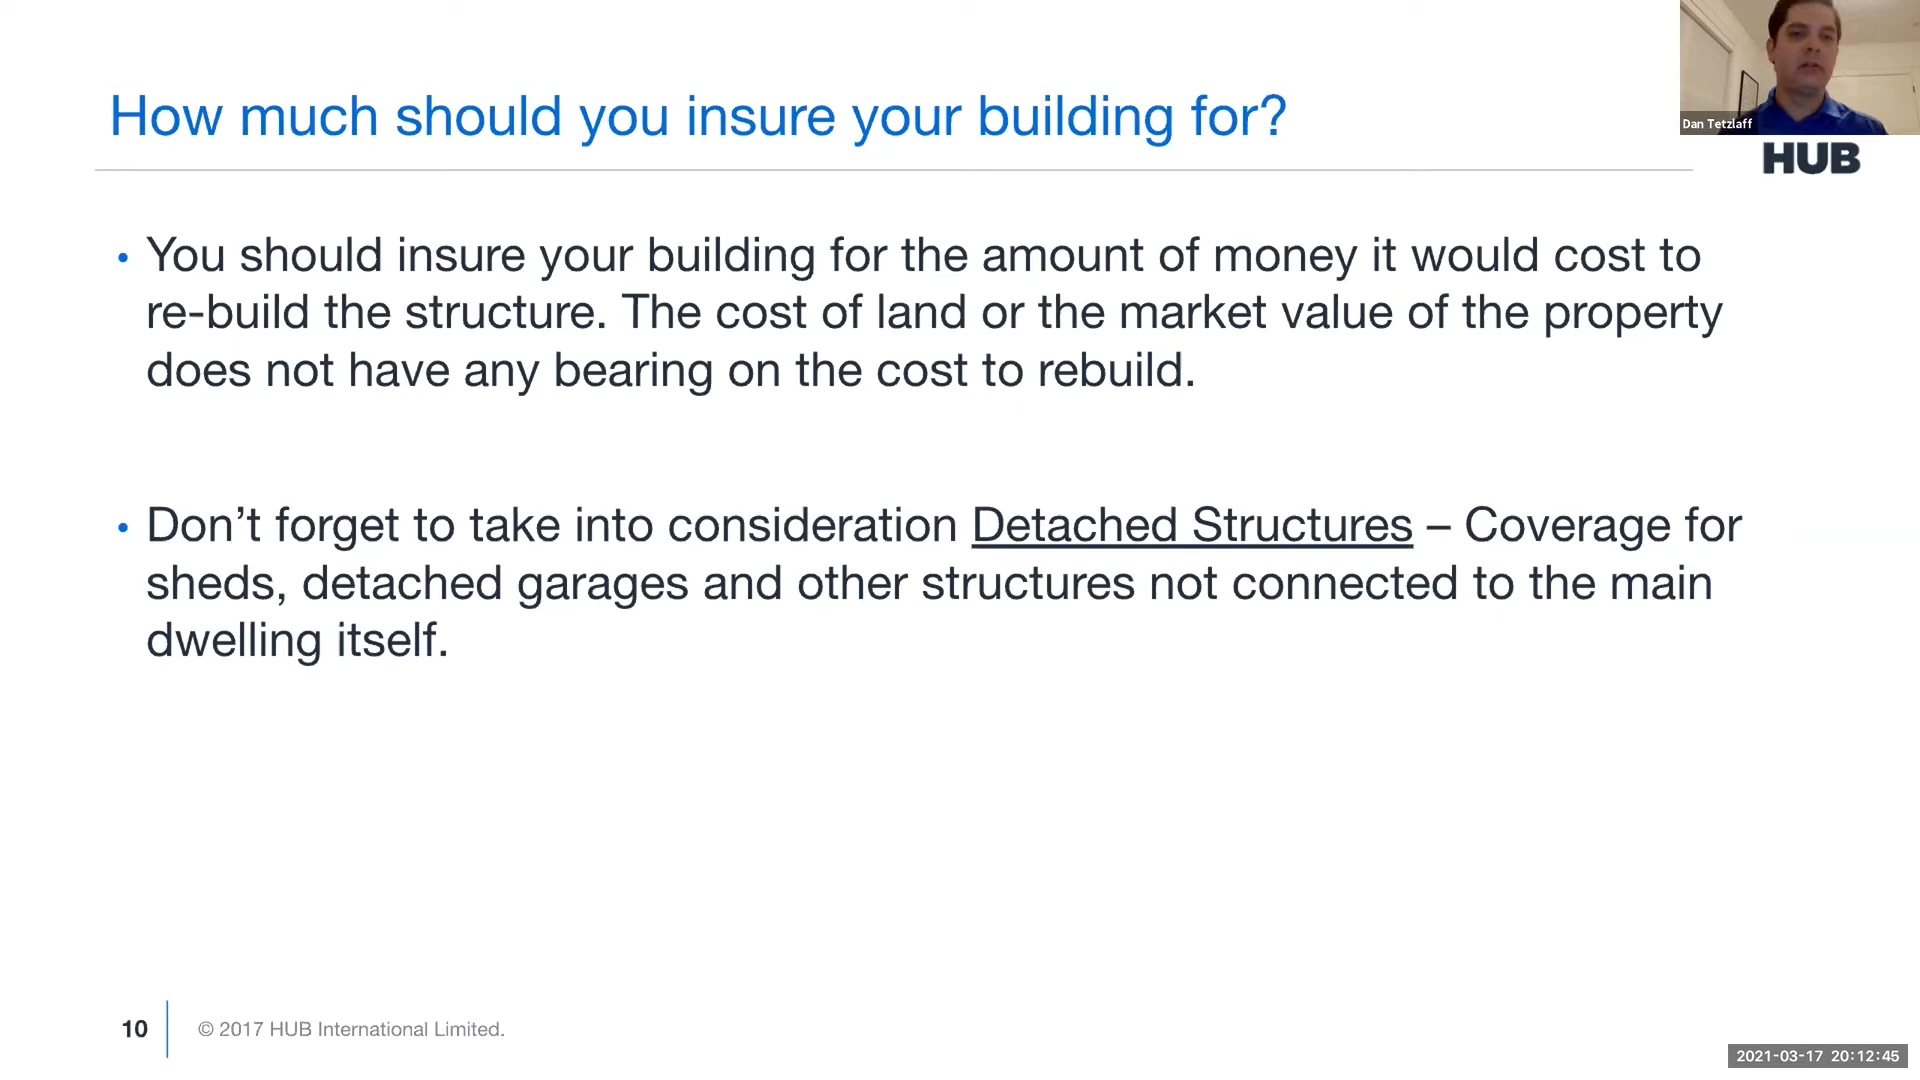 How much should you insure your building for?
Dan Tetzlaff
HUB
• You should insure your building for the amount of money it would cost to
re-build the structure. The cost of land or the market value of the property
does not have any bearing on the cost to rebuild.
• Don’t forget to take into consideration Detached Structures – Coverage for
sheds, detached garages and other structures not connected to the main
dwelling itself.
10
© 2017 HUB International Limited.
2021-03-17 20:12:45